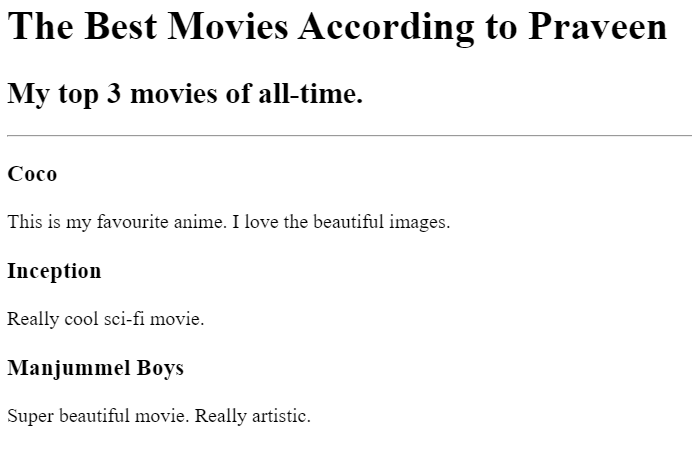 The Best Movies According to Praveen
My top 3 movies of all-time.
Coco
This is my favourite anime. I love the beautiful images.
Inception
Really cool sci-fi movie.
Manjummel Boys
Super beautiful movie. Really artistic.